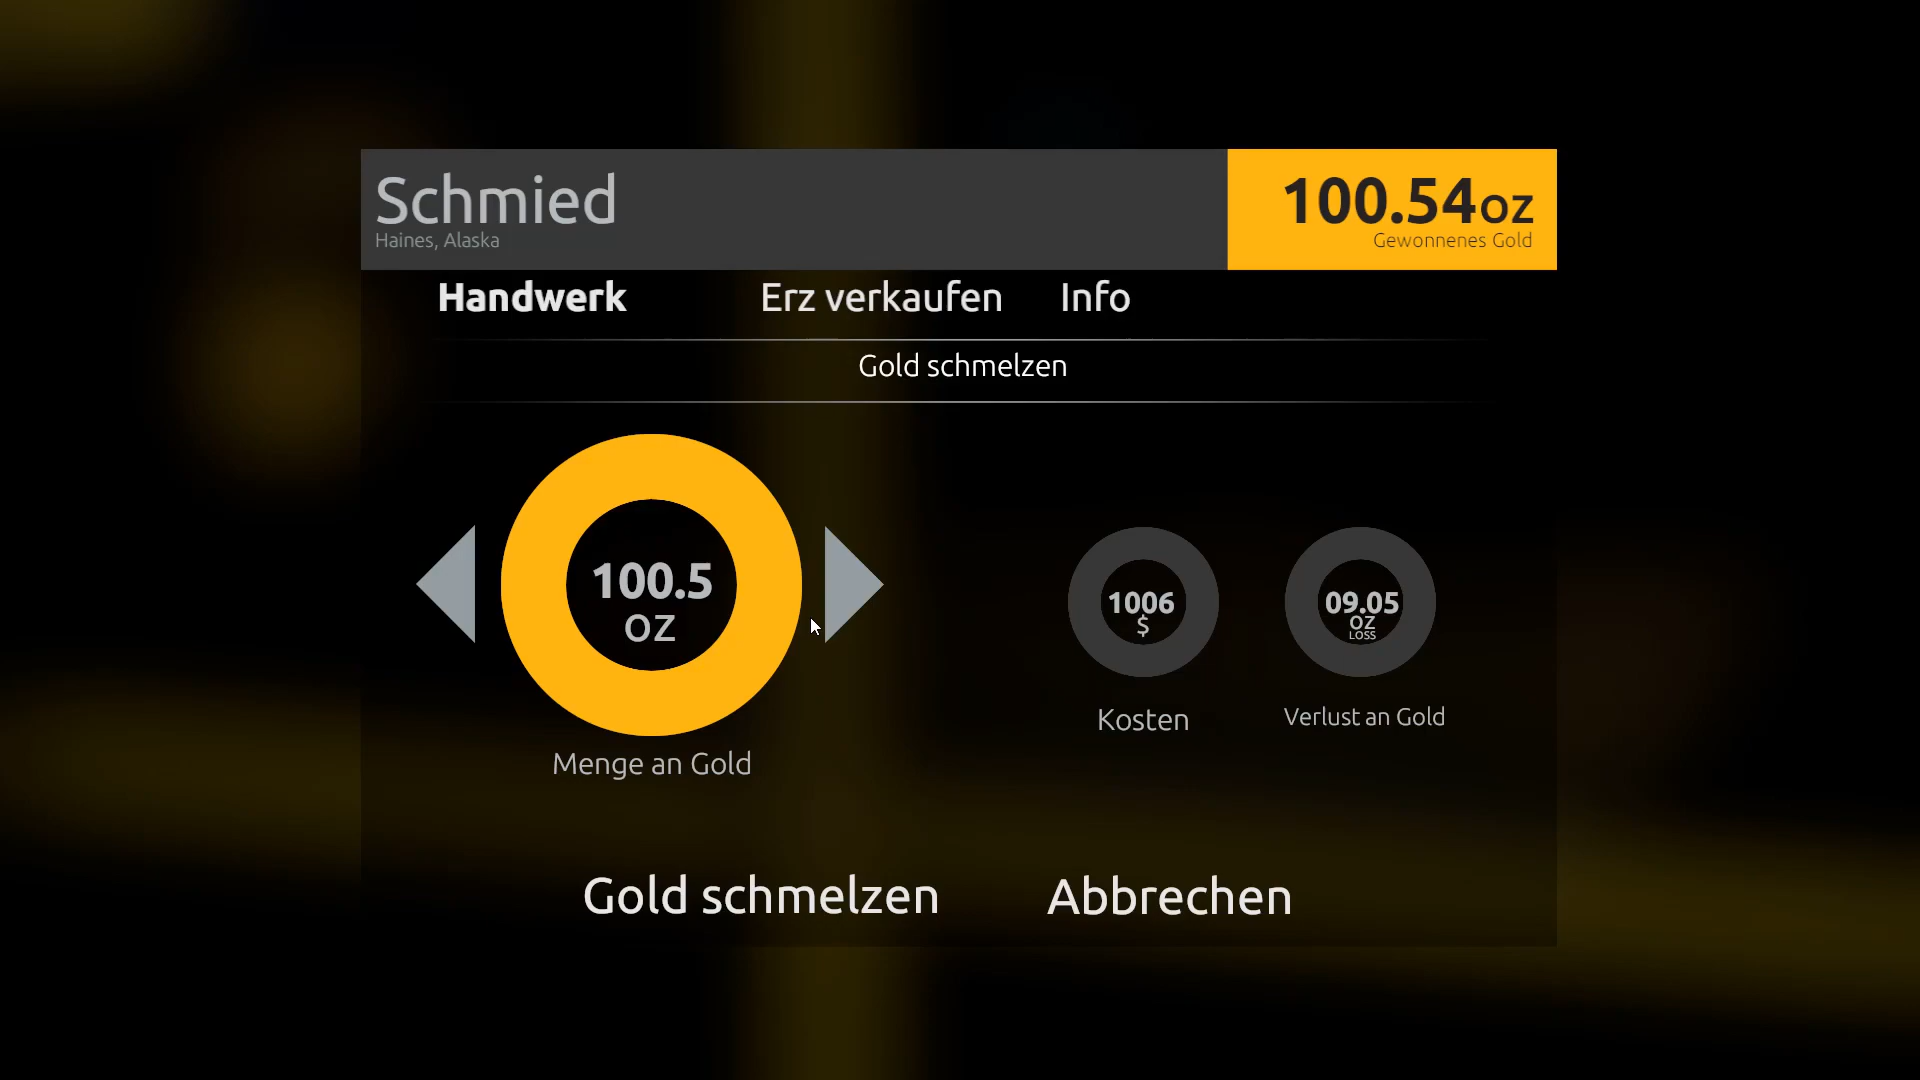 Schmied
Haines, Alaska
100.54oz
Gewonnenes Gold
Handwerk Erz verkaufen Info
Gold schmelzen
100.5
OZ
Menge an Gold
1006
$
Kosten
09.05
OZ
LOSS
Verlust an Gold
Gold schmelzen Abbrechen